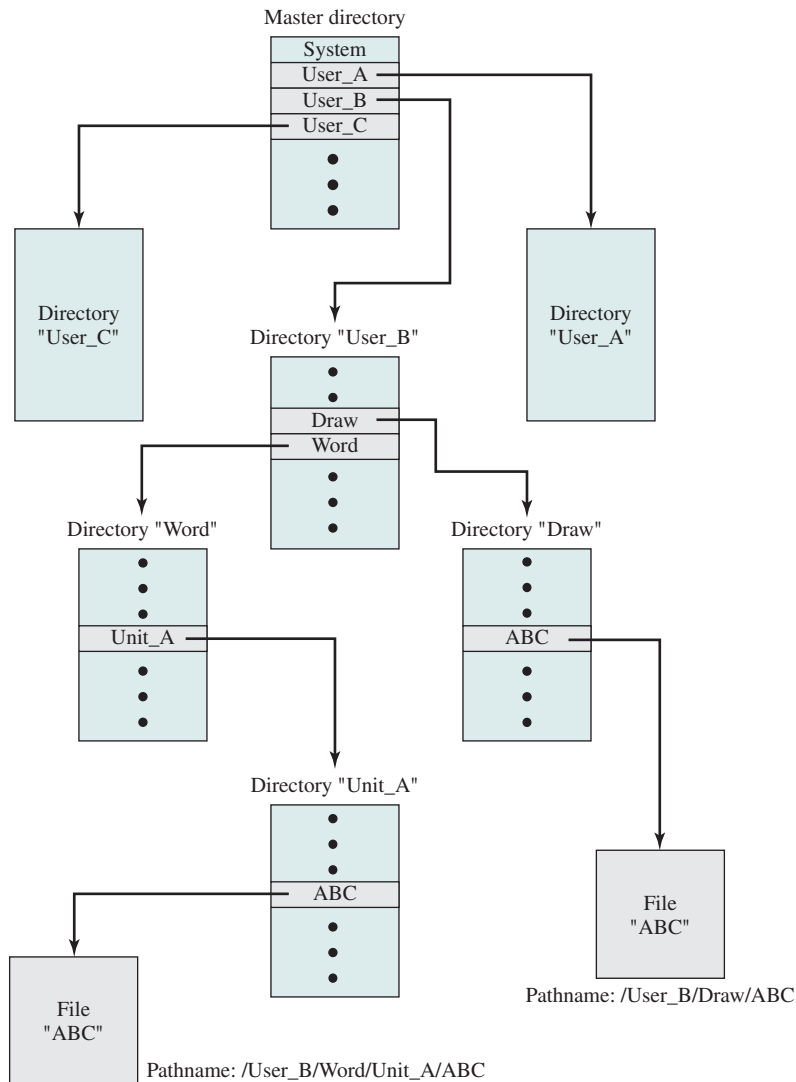 Master directory
System
User_A
User_B
User_C
Directory
"User_C"
Directory
"User_A"
Directory "User_B"
Draw
Word
Directory "Word"
Directory "Draw"
Unit_A
ABC
Directory "Unit_A"
ABC
File
"ABC"
Pathname: /User_B/Draw/ABC
File
"ABC"
Pathname: /User_B/Word/Unit_A/ABC